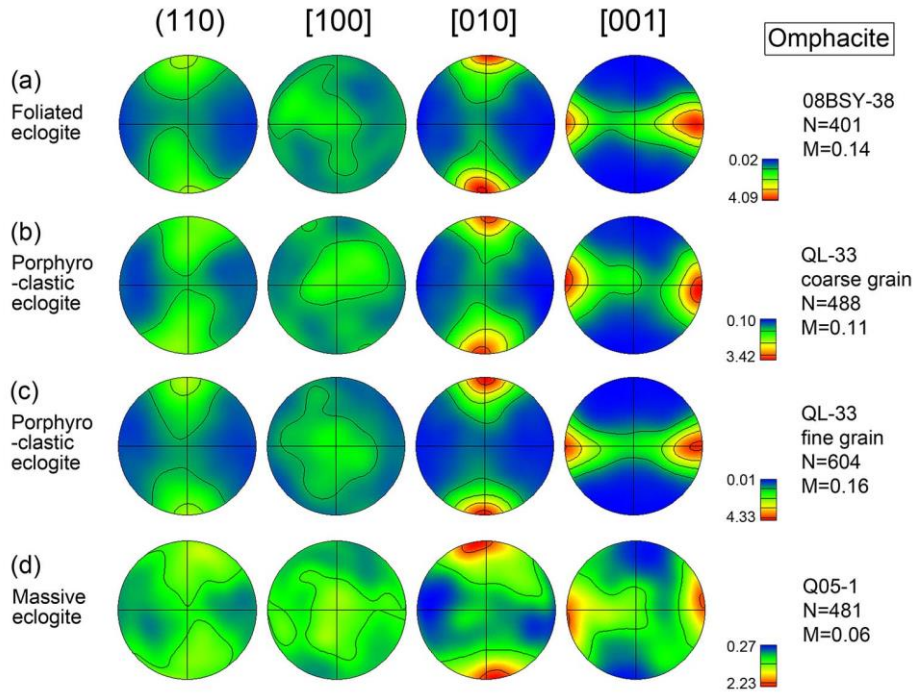 (110) [100] [010] [001]
Omphacite
(a)
Foliated
eclogite
08BSY-38
N=401
M=0.14
0.02
4.09
(b)
Porphyro
-clastic
eclogite
QL-33
coarse grain
N=488
M=0.11
0.10
3.42
(c)
Porphyro
-clastic
eclogite
QL-33
fine grain
N=604
M=0.16
0.01
4.33
(d)
Massive
eclogite
Q05-1
N=481
M=0.06
0.27
2.23